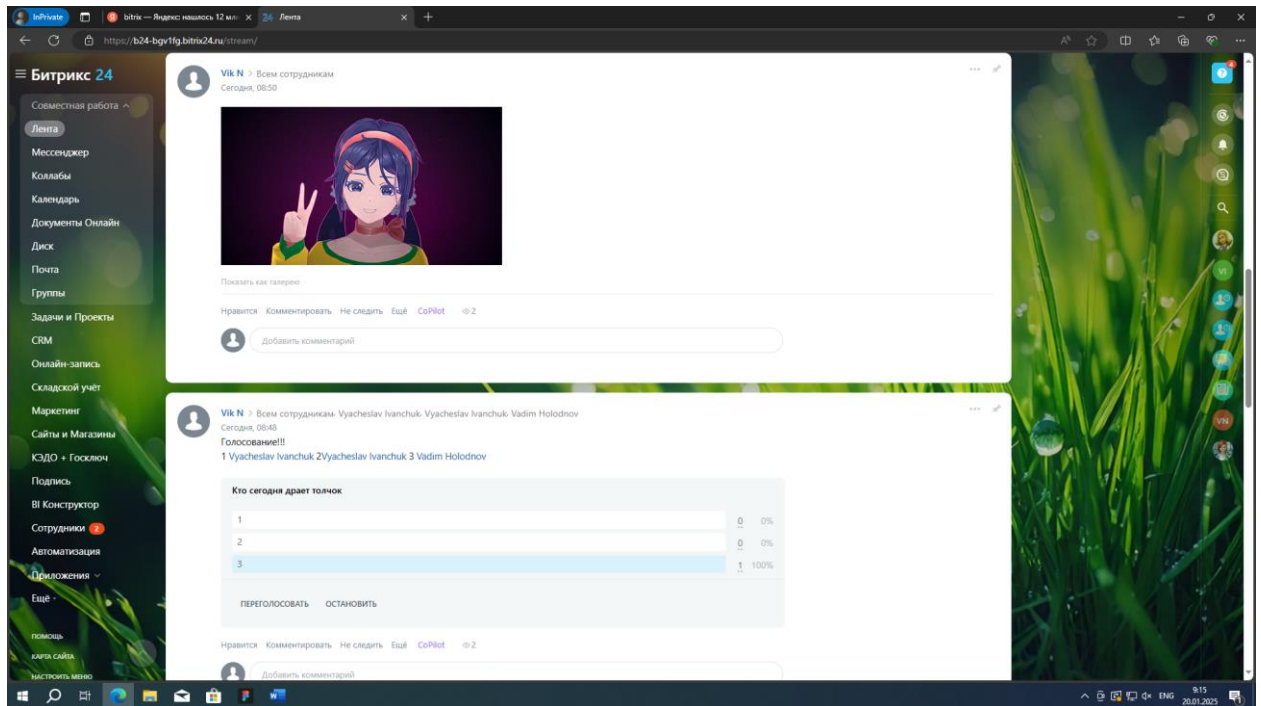 InPrivate
bitrix — Яндекс: нашлось 12 мл
24 Лента
https://b24-bgv1fg.bitrix24.ru/stream/
Битрикс 24
Совместная работа
Лента
Мессенджер
Коллабы
Календарь
Документы Онлайн
Диск
Почта
Группы
Задачи и Проекты
CRM
Онлайн-запись
Складской учёт
Маркетинг
Сайты и Магазины
КЭДО + Госключ
Подпись
BI Конструктор
Сотрудники 2
Автоматизация
Приложения
Ещё
ПОМОЩЬ
КАРТА САЙТА
НАСТРОИТЬ МЕНЮ
Vik N > Всем сотрудникам
Сегодня, 08:50
Показать как галерею
Нравится Комментировать Не следить Ещё CoPilot 2
Добавить комментарий
Vik N > Всем сотрудникам, Vyacheslav Ivanchuk, Vyacheslav Ivanchuk, Vadim Holodnov
Сегодня, 08:48
Голосование!!!
1 Vyacheslav Ivanchuk 2Vyacheslav Ivanchuk 3 Vadim Holodnov
Кто сегодня драет толчок
1 0 0%
2 0 0%
3 1 100%
ПЕРЕГОЛОСОВАТЬ ОСТАНОВИТЬ
Нравится Комментировать Не следить Ещё CoPilot 2
Добавить комментарий
4
VI
VN
ENG
9:15
20.01.2025